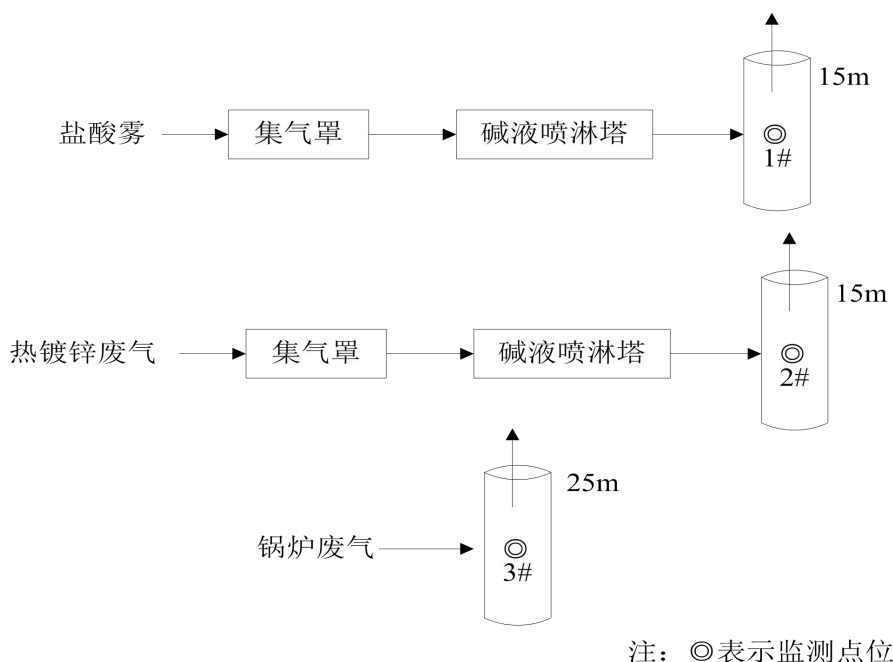 15m
盐酸雾
集气罩
碱液喷淋塔
1#
15m
热镀锌废气
集气罩
碱液喷淋塔
2#
25m
锅炉废气
3#
注：◎表示监测点位